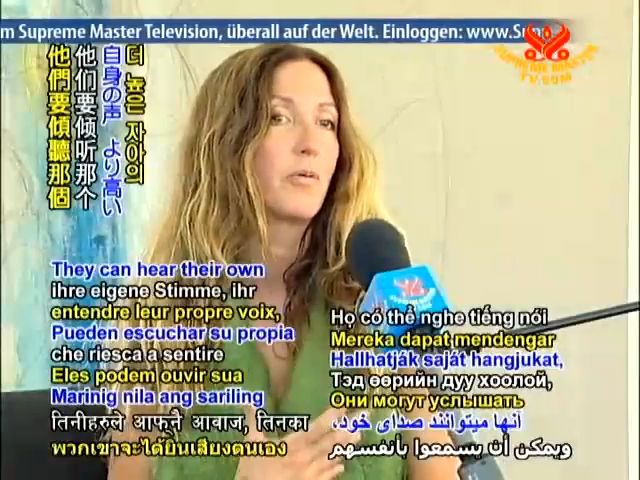 m Supreme Master Television, überall auf der Welt. Einloggen: www.Sup
SUPREME MASTER
TV.COM
他們要傾聽那個
他们要倾听那个
自身の声 より高い
더 높은 자아의
They can hear their own
ihre eigene Stimme, ihr
entendre leur propre voix,
Pueden escuchar su propia
che riesca a sentire
Eles podem ouvir sua
Marinig nila ang sariling
तिनीहरुले आफ्नै आवाज, तिनका
พวกเขาจะได้ยินเสียงตนเอง
Họ có thể nghe tiếng nói
Mereka dapat mendengar
Hallhatják saját hangjukat,
Тэд өөрийн дуу хоолой,
Они могут услышать
آنها میتوانند صدای خود،
ويمكن أن يسمعوا بأنفسهم